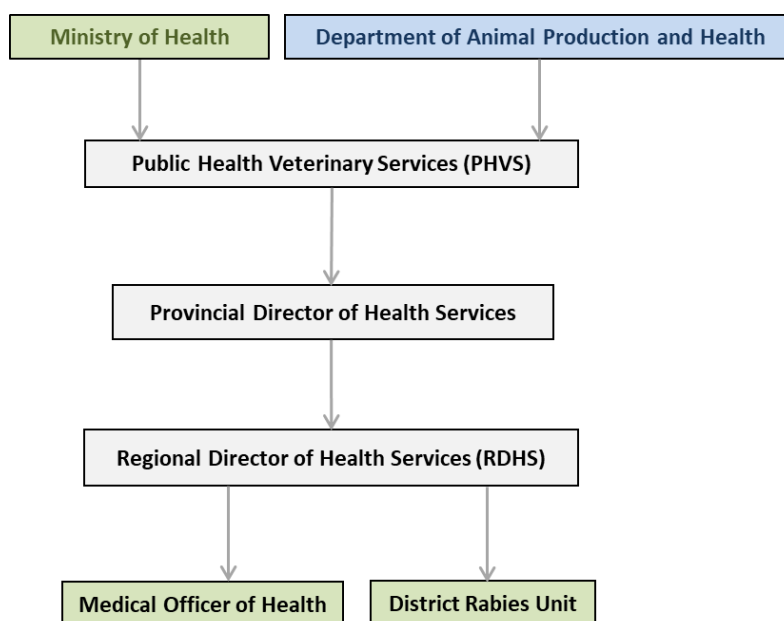 Ministry of Health
Department of Animal Production and Health
Public Health Veterinary Services (PHVS)
Provincial Director of Health Services
Regional Director of Health Services (RDHS)
Medical Officer of Health
District Rabies Unit